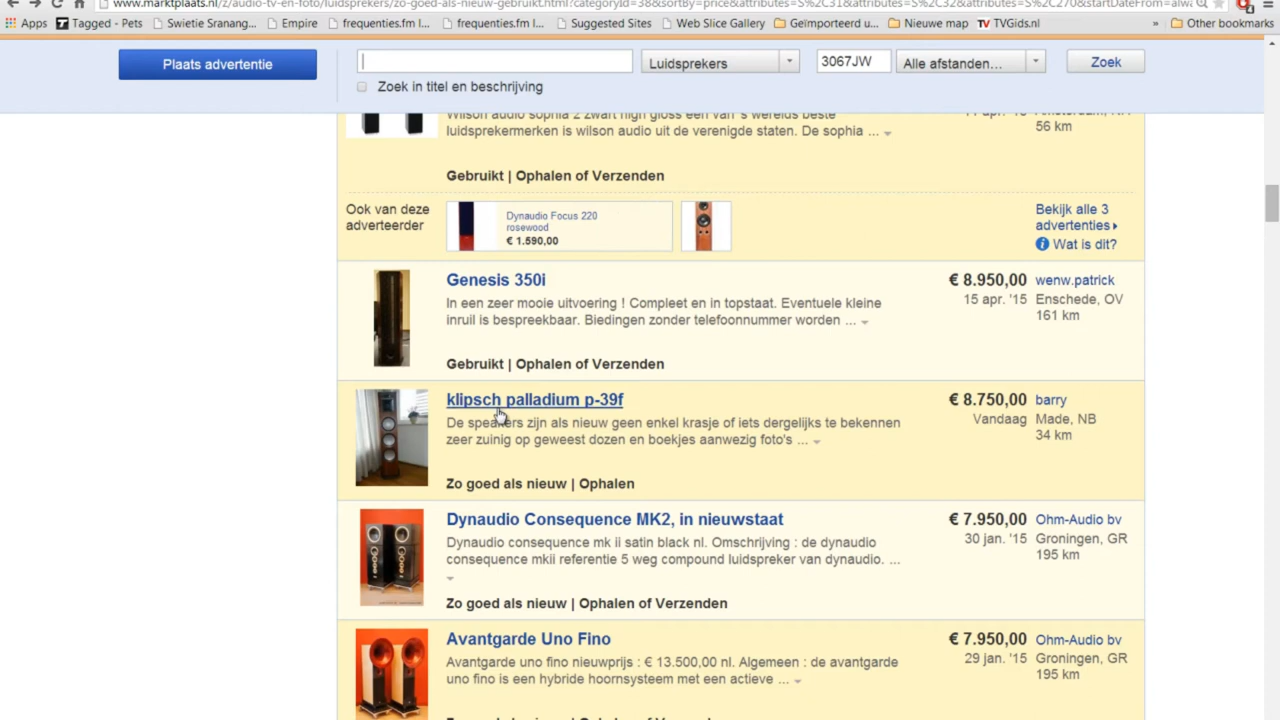 www.marktplaats.nl/z/audio-tv-en-foto/luidsprekers/zo-goed-als-nieuw-gebruikt.html?categoryId=38&sortBy=price&attributes=S%2C31&attributes=S%2C32&attributes=S%2C270&startDateFrom=alwa
Apps Tagged - Pets Swietie Sranang... Empire frequenties.fm I... frequenties.fm I... Suggested Sites Web Slice Gallery Geïmporteerd u... Nieuwe map TV TVGids.nl » Other bookmarks
Plaats advertentie Luidsprekers 3067JW Alle afstanden... Zoek
Zoek in titel en beschrijving
Wilson audio sophia 2 zwart high gloss een van 's werelds beste
luidsprekermerken is wilson audio uit de verenigde staten. De sophia ... 56 km
Gebruikt | Ophalen of Verzenden
Ook van deze
adverteerder
Dynaudio Focus 220
rosewood
€ 1.590,00
Bekijk alle 3
advertenties
Wat is dit?
Genesis 350i € 8.950,00 wenw.patrick
In een zeer mooie uitvoering ! Compleet en in topstaat. Eventuele kleine 15 apr. '15 Enschede, OV
inruil is bespreekbaar. Biedingen zonder telefoonnummer worden ... 161 km
Gebruikt | Ophalen of Verzenden
klipsch palladium p-39f € 8.750,00 barry
De speakers zijn als nieuw geen enkel krasje of iets dergelijks te bekennen Vandaag Made, NB
zeer zuinig op geweest dozen en boekjes aanwezig foto's ... 34 km
Zo goed als nieuw | Ophalen
Dynaudio Consequence MK2, in nieuwstaat € 7.950,00 Ohm-Audio bv
Dynaudio consequence mk ii satin black nl. Omschrijving : de dynaudio 30 jan. '15 Groningen, GR
consequence mkii referentie 5 weg compound luidspreker van dynaudio. ... 195 km
Zo goed als nieuw | Ophalen of Verzenden
Avantgarde Uno Fino € 7.950,00 Ohm-Audio bv
Avantgarde uno fino nieuwprijs : € 13.500,00 nl. Algemeen : de avantgarde 29 jan. '15 Groningen, GR
uno fino is een hybride hoornsysteem met een actieve ... 195 km